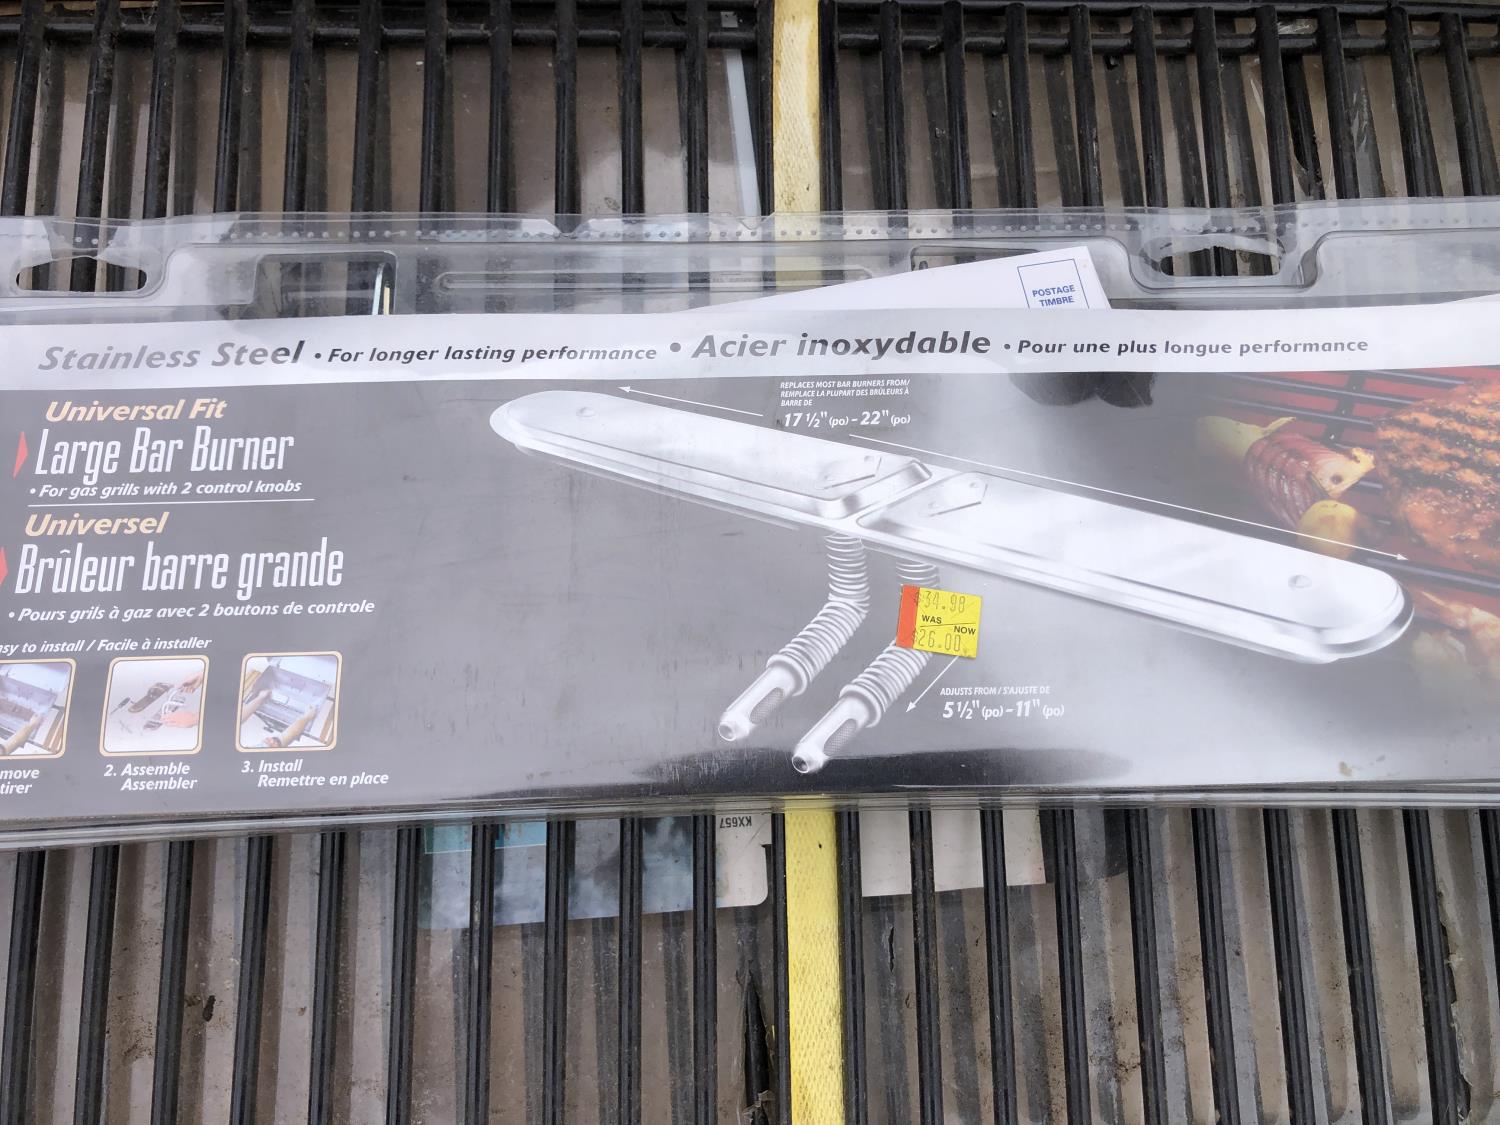 POSTAGE
TIMBRE
Stainless Steel • For longer lasting performance • Acier inoxydable • Pour une plus longue performance
Universal Fit
Large Bar Burner
• For gas grills with 2 control knobs
Universel
Brûleur barre grande
• Pours grils à gaz avec 2 boutons de controle
sy to install / Facile à installer
move
tirer
2. Assemble
Assembler
3. Install
Remettre en place
REPLACES MOST BAR BURNERS FROM/
REMPLACE LA PLUPART DES BRÛLEURS À
BARRE DE
17 1/2" (po) - 22" (po)
$34.98
WAS
NOW
$26.00
ADJUSTS FROM / S'AJUSTE DE
5 1/2" (po) - 11" (po)
KX657